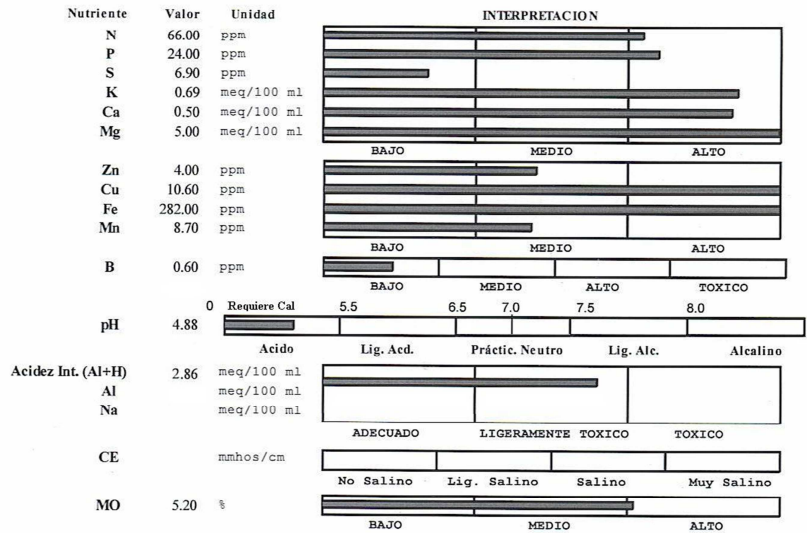 Nutriente Valor Unidad INTERPRETACION
N 66.00 ppm
P 24.00 ppm
S 6.90 ppm
K 0.69 meq/100 ml
Ca 0.50 meq/100 ml
Mg 5.00 meq/100 ml
BAJO MEDIO ALTO
Zn 4.00 ppm
Cu 10.60 ppm
Fe 282.00 ppm
Mn 8.70 ppm
BAJO MEDIO ALTO
B 0.60 ppm
BAJO MEDIO ALTO TOXICO
0 Requiere Cal 5.5 6.5 7.0 7.5 8.0
pH 4.88
Acido Lig. Acd. Práctic. Neutro Lig. Alc. Alcalino
Acidez Int. (Al+H) 2.86 meq/100 ml
Al meq/100 ml
Na meq/100 ml
ADECUADO LIGERAMENTE TOXICO TOXICO
CE mmhos/cm
No Salino Lig. Salino Salino Muy Salino
MO 5.20 %
BAJO MEDIO ALTO